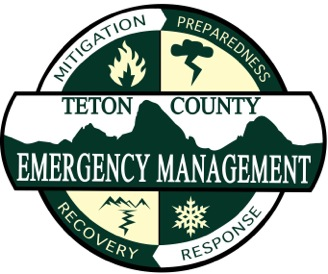 MITIGATION
PREPAREDNESS
TETON COUNTY
EMERGENCY MANAGEMENT
RECOVERY
RESPONSE